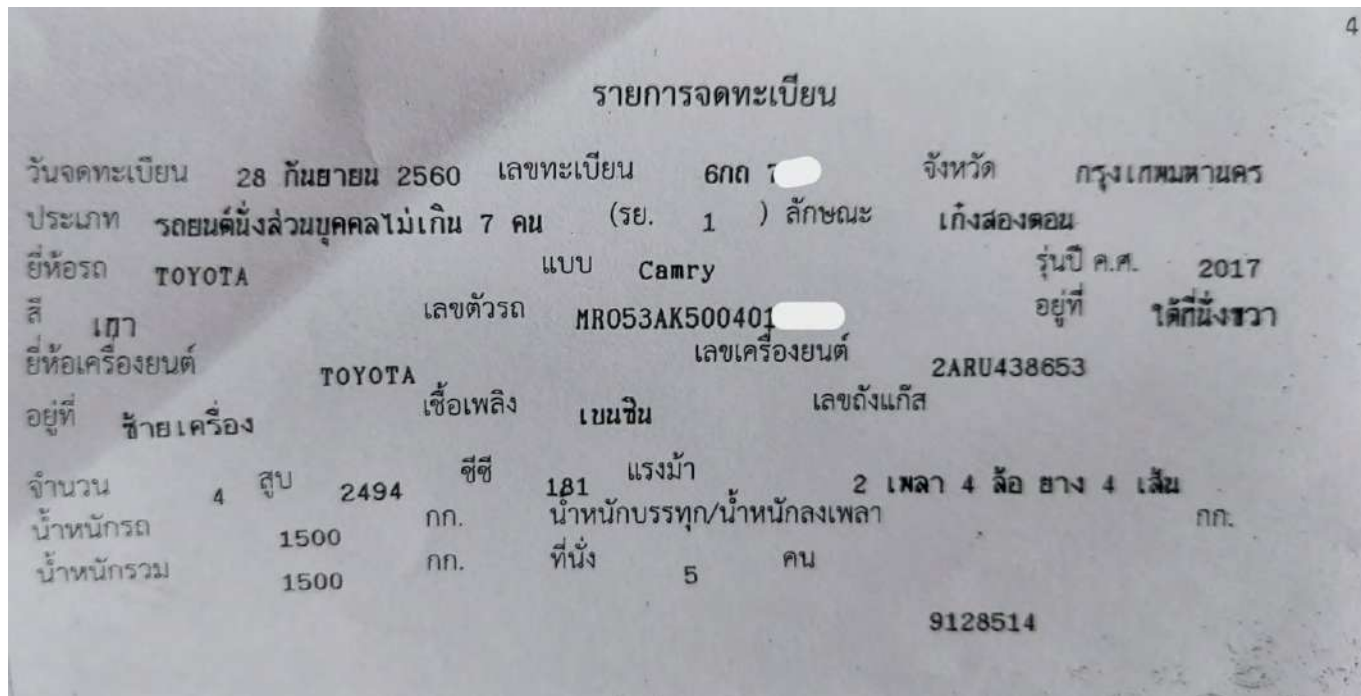 4
รายการจดทะเบียน
วันจดทะเบียน 28 กันยายน 2560 เลขทะเบียน 6กถ 7 จังหวัด กรุงเทพมหานคร
ประเภท รถยนต์นั่งส่วนบุคคลไม่เกิน 7 คน (รย. 1 ) ลักษณะ เก๋งสองตอน
ยี่ห้อรถ TOYOTA แบบ Camry รุ่นปี ค.ศ. 2017
สี เทา เลขตัวรถ MR053AK500401 อยู่ที่ ใต้ที่นั่งขวา
ยี่ห้อเครื่องยนต์ TOYOTA เลขเครื่องยนต์ 2ARU438653
อยู่ที่ ซ้ายเครื่อง เชื้อเพลิง เบนซิน เลขถังแก๊ส
จำนวน 4 สูบ 2494 ซีซี 181 แรงม้า 2 เพลา 4 ล้อ ยาง 4 เส้น
น้ำหนักรถ 1500 กก. น้ำหนักบรรทุก/น้ำหนักลงเพลา กก.
น้ำหนักรวม 1500 กก. ที่นั่ง 5 คน
9128514